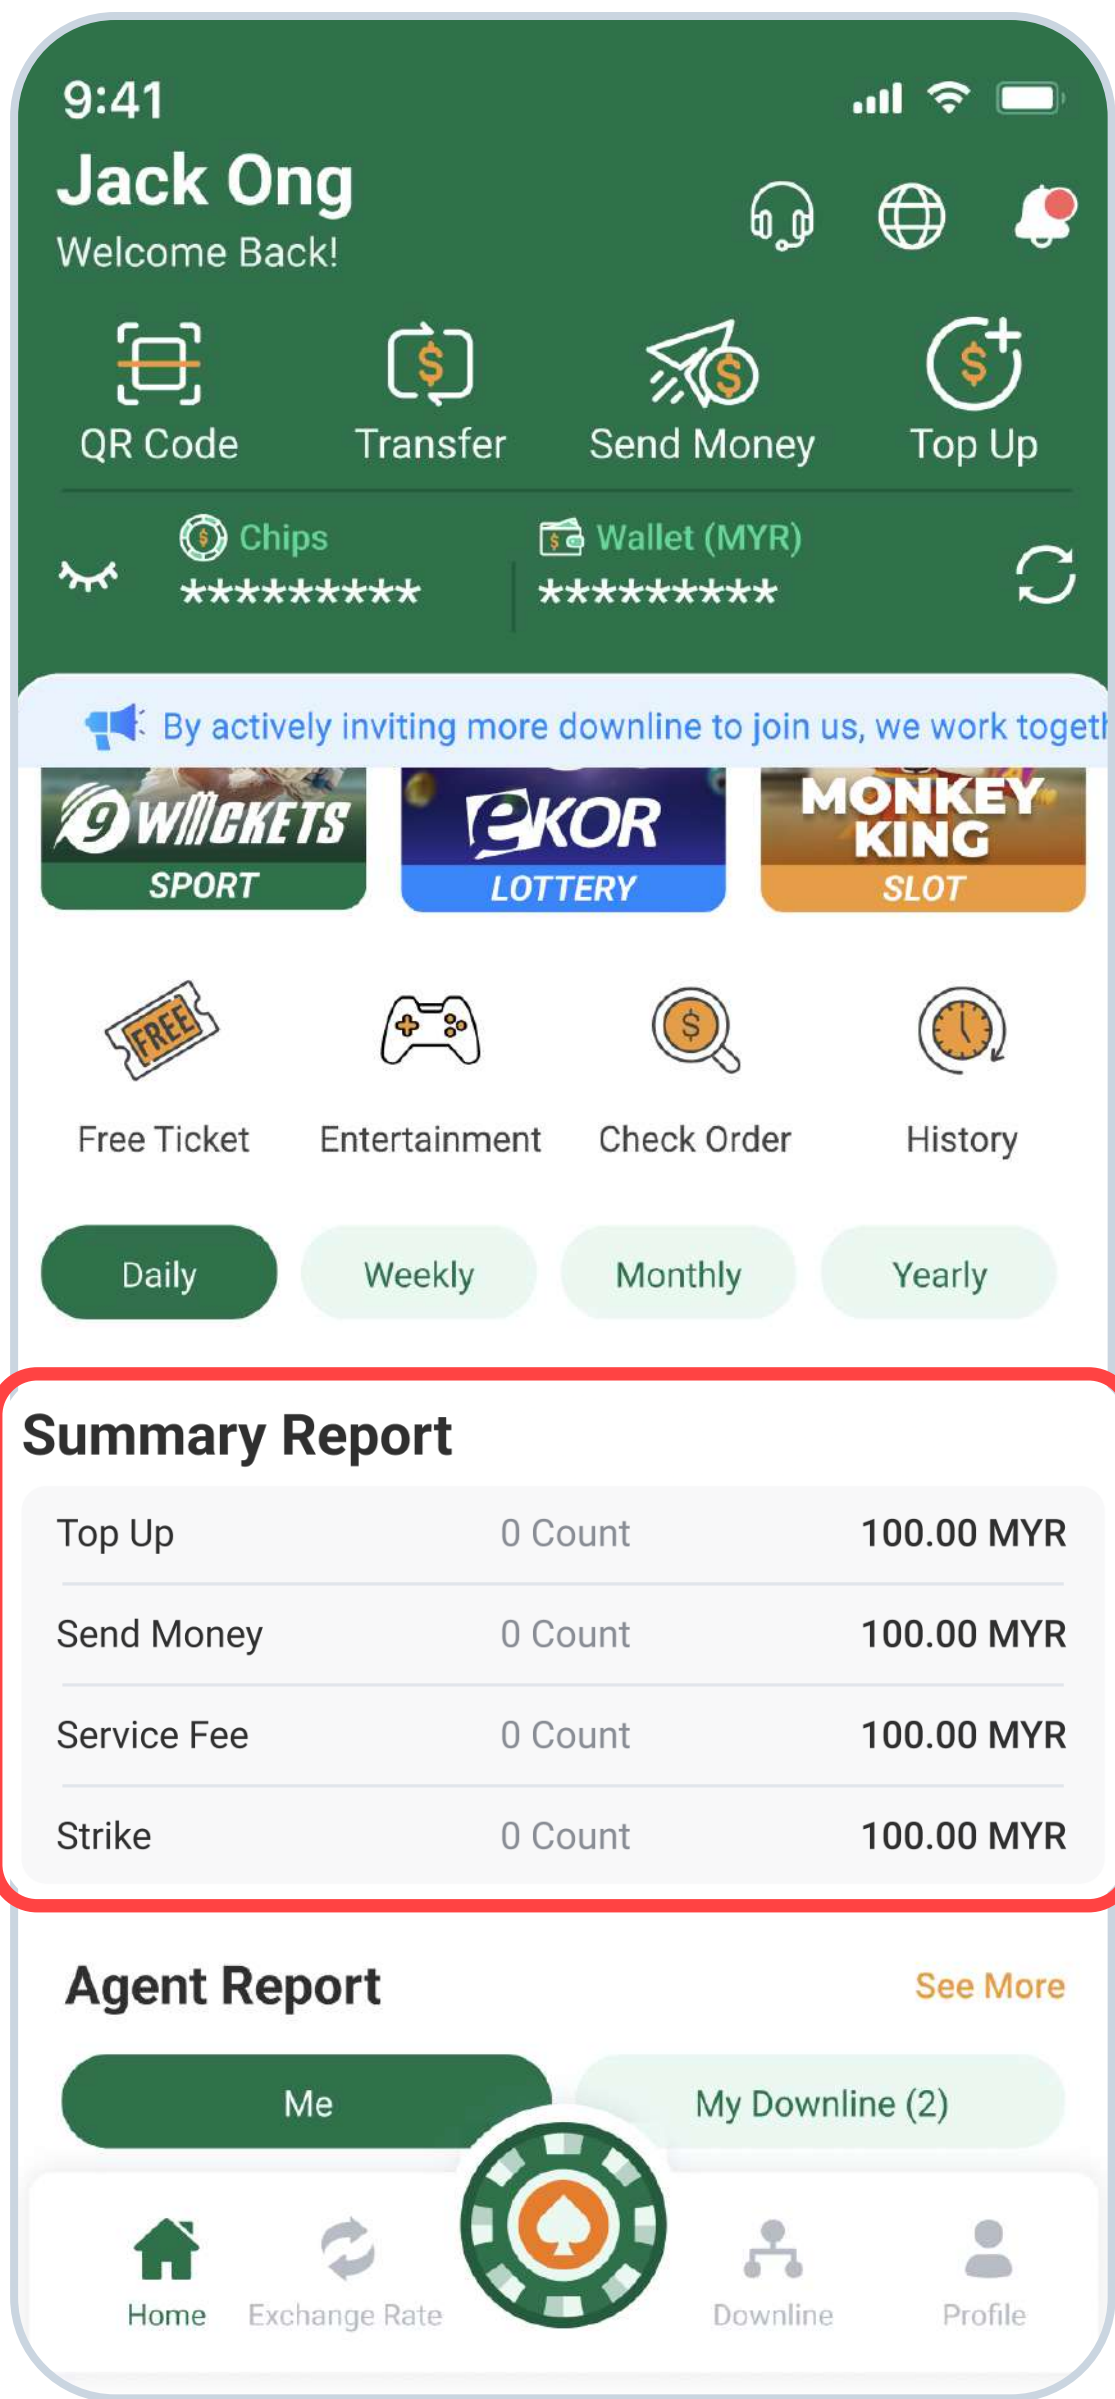 9:41
Jack Ong
Welcome Back!
QR Code Transfer Send Money Top Up
Chips Wallet (MYR)
********* *********
By actively inviting more downline to join us, we work togeth
9WICKETS eKOR MONKEY KING
SPORT LOTTERY SLOT
FREE
Free Ticket Entertainment Check Order History
Daily Weekly Monthly Yearly
Summary Report
Top Up 0 Count 100.00 MYR
Send Money 0 Count 100.00 MYR
Service Fee 0 Count 100.00 MYR
Strike 0 Count 100.00 MYR
Agent Report See More
Me My Downline (2)
Home Exchange Rate Downline Profile